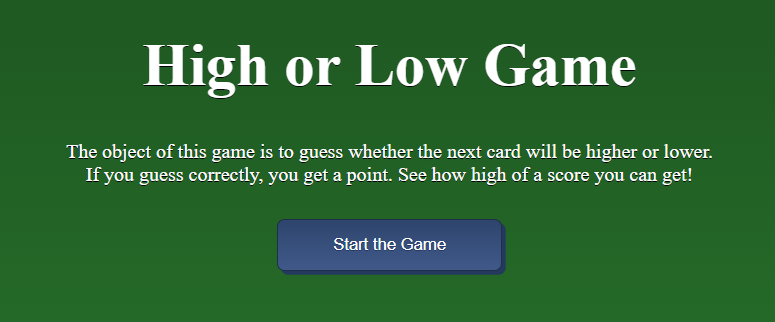 High or Low Game
The object of this game is to guess whether the next card will be higher or lower.
If you guess correctly, you get a point. See how high of a score you can get!
Start the Game